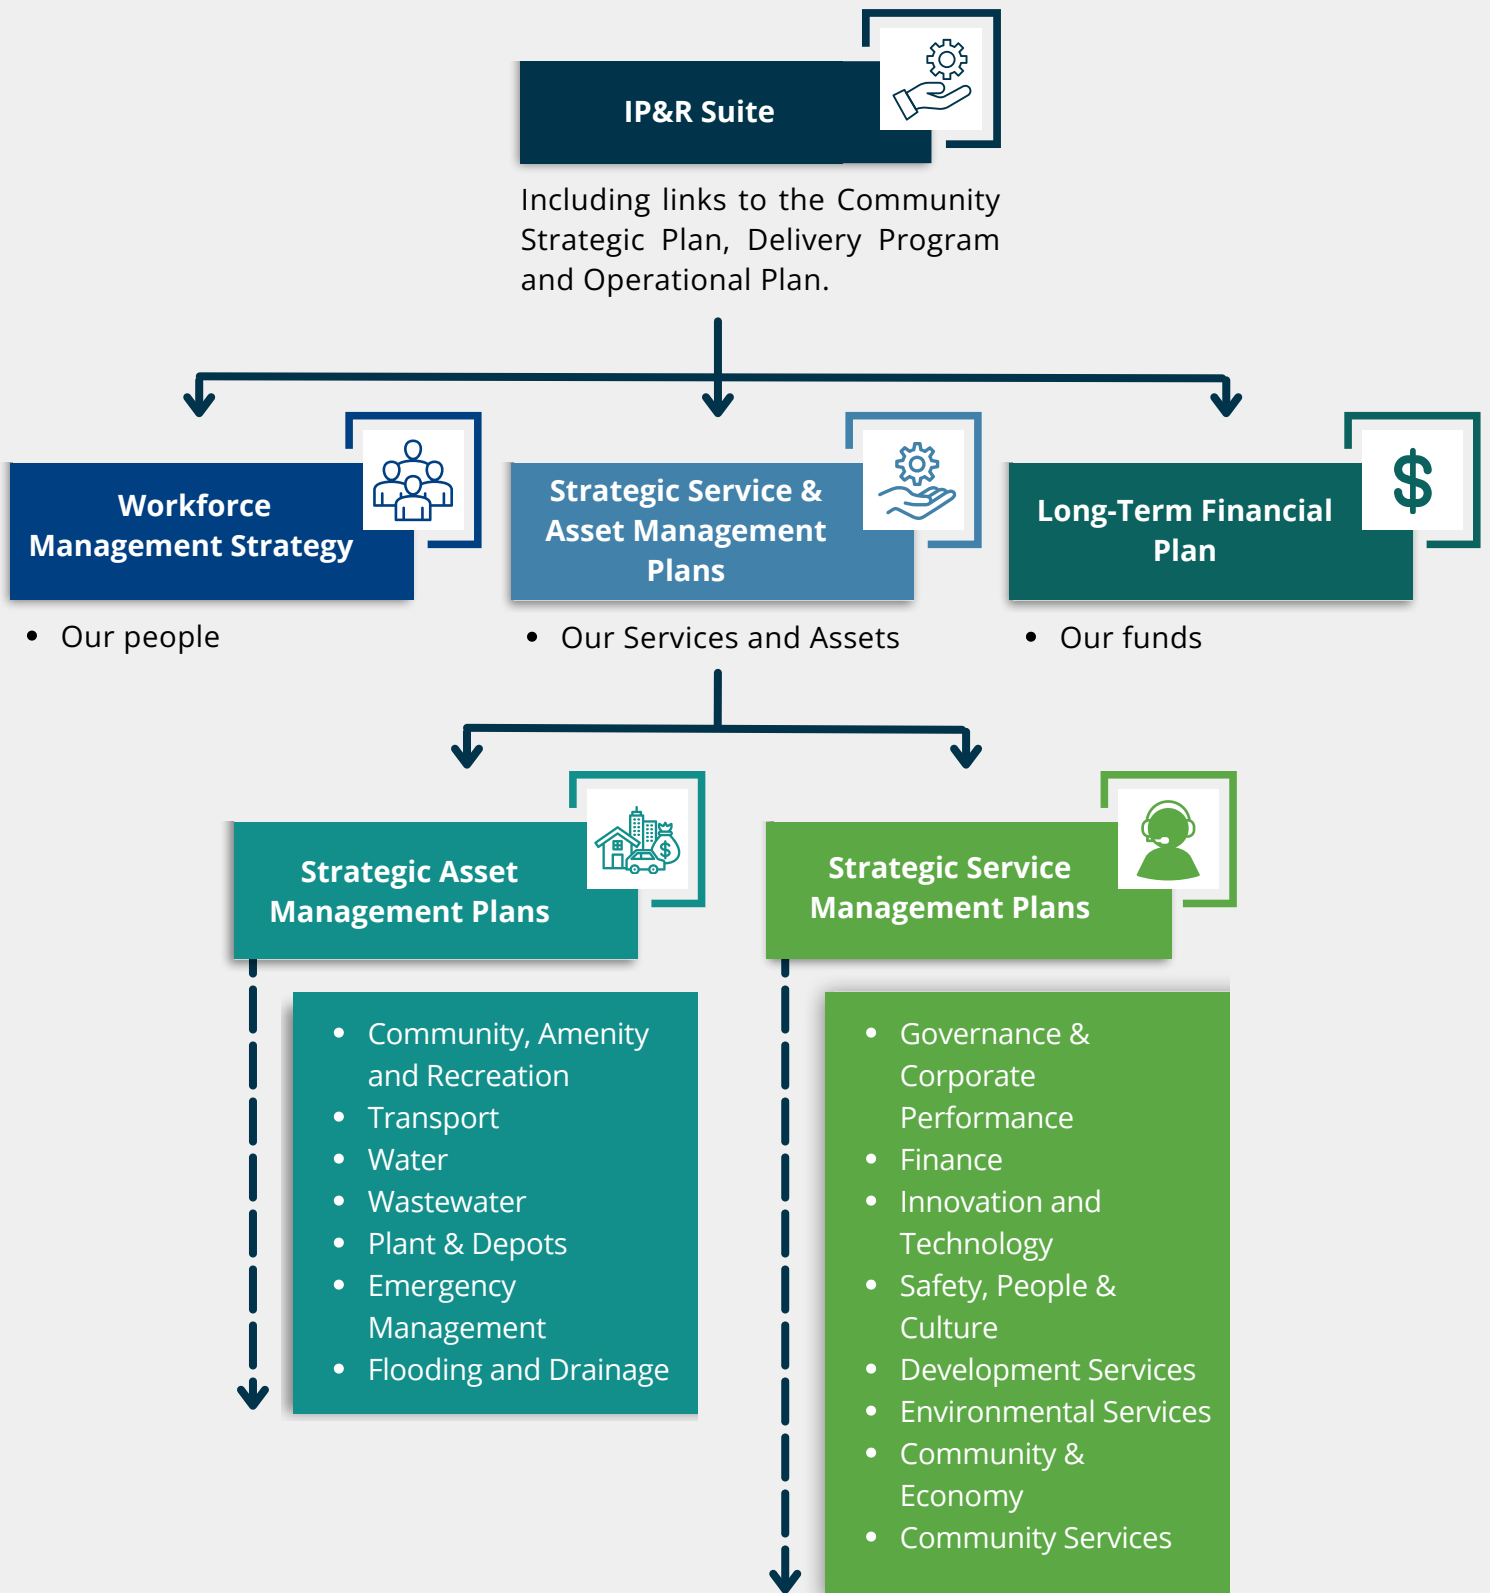 IP&R Suite
Including links to the Community
Strategic Plan, Delivery Program
and Operational Plan.
Workforce
Management Strategy
• Our people
Strategic Service &
Asset Management
Plans
• Our Services and Assets
Long-Term Financial
Plan
$
• Our funds
Strategic Asset
Management Plans
$
• Community, Amenity
and Recreation
• Transport
• Water
• Wastewater
• Plant & Depots
• Emergency
Management
• Flooding and Drainage
Strategic Service
Management Plans
• Governance &
Corporate
Performance
• Finance
• Innovation and
Technology
• Safety, People &
Culture
• Development Services
• Environmental Services
• Community &
Economy
• Community Services